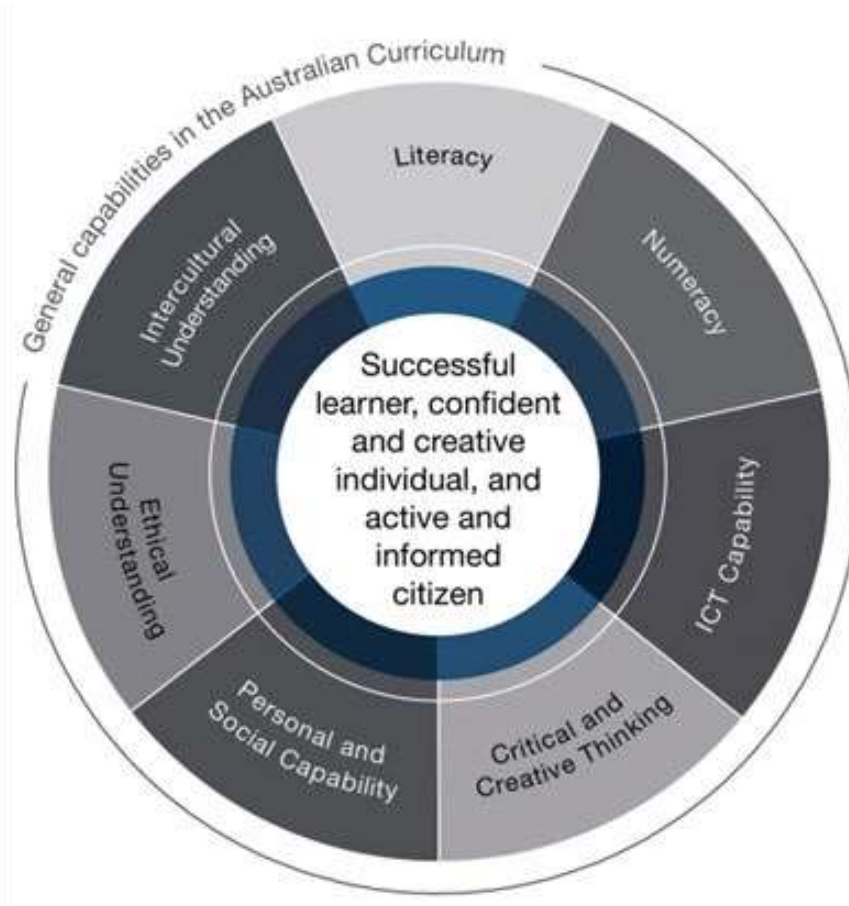 General capabilities in the Australian Curriculum
Literacy
Numeracy
ICT Capability
Critical and
Creative Thinking
Personal and
Social Capability
Ethical
Understanding
Intercultural
Understanding
Successful
learner, confident
and creative
individual, and
active and
informed
citizen